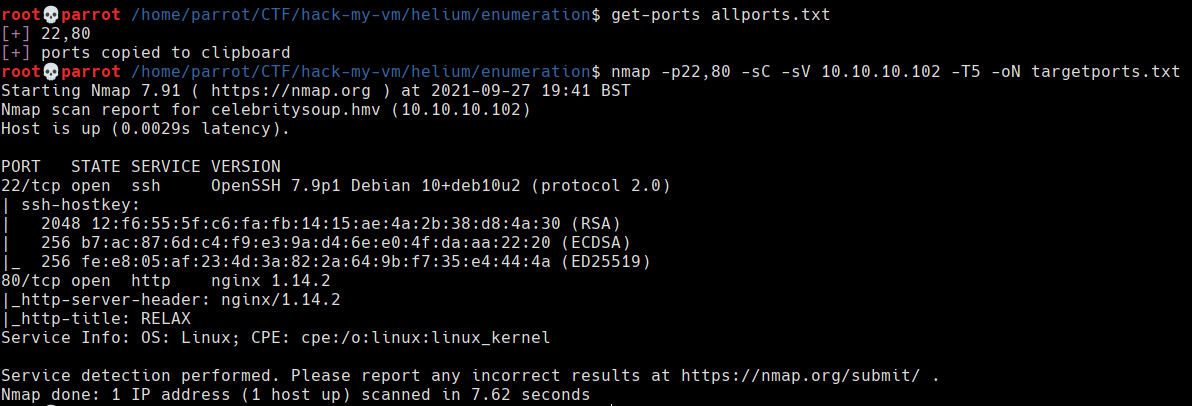 root💀parrot /home/parrot/CTF/hack-my-vm/helium/enumeration$ get-ports allports.txt
[+] 22,80
[+] ports copied to clipboard
root💀parrot /home/parrot/CTF/hack-my-vm/helium/enumeration$ nmap -p22,80 -sC -sV 10.10.10.102 -T5 -oN targetports.txt
Starting Nmap 7.91 ( https://nmap.org ) at 2021-09-27 19:41 BST
Nmap scan report for celebritysoup.hmv (10.10.10.102)
Host is up (0.0029s latency).

PORT   STATE SERVICE VERSION
22/tcp open  ssh     OpenSSH 7.9p1 Debian 10+deb10u2 (protocol 2.0)
| ssh-hostkey:
|   2048 12:f6:55:5f:c6:fa:fb:14:15:ae:4a:2b:38:d8:4a:30 (RSA)
|   256 b7:ac:87:6d:c4:f9:e3:9a:d4:6e:e0:4f:da:aa:22:20 (ECDSA)
|_  256 fe:e8:05:af:23:4d:3a:82:2a:64:9b:f7:35:e4:44:4a (ED25519)
80/tcp open  http    nginx 1.14.2
|_http-server-header: nginx/1.14.2
|_http-title: RELAX
Service Info: OS: Linux; CPE: cpe:/o:linux:linux_kernel

Service detection performed. Please report any incorrect results at https://nmap.org/submit/ .
Nmap done: 1 IP address (1 host up) scanned in 7.62 seconds